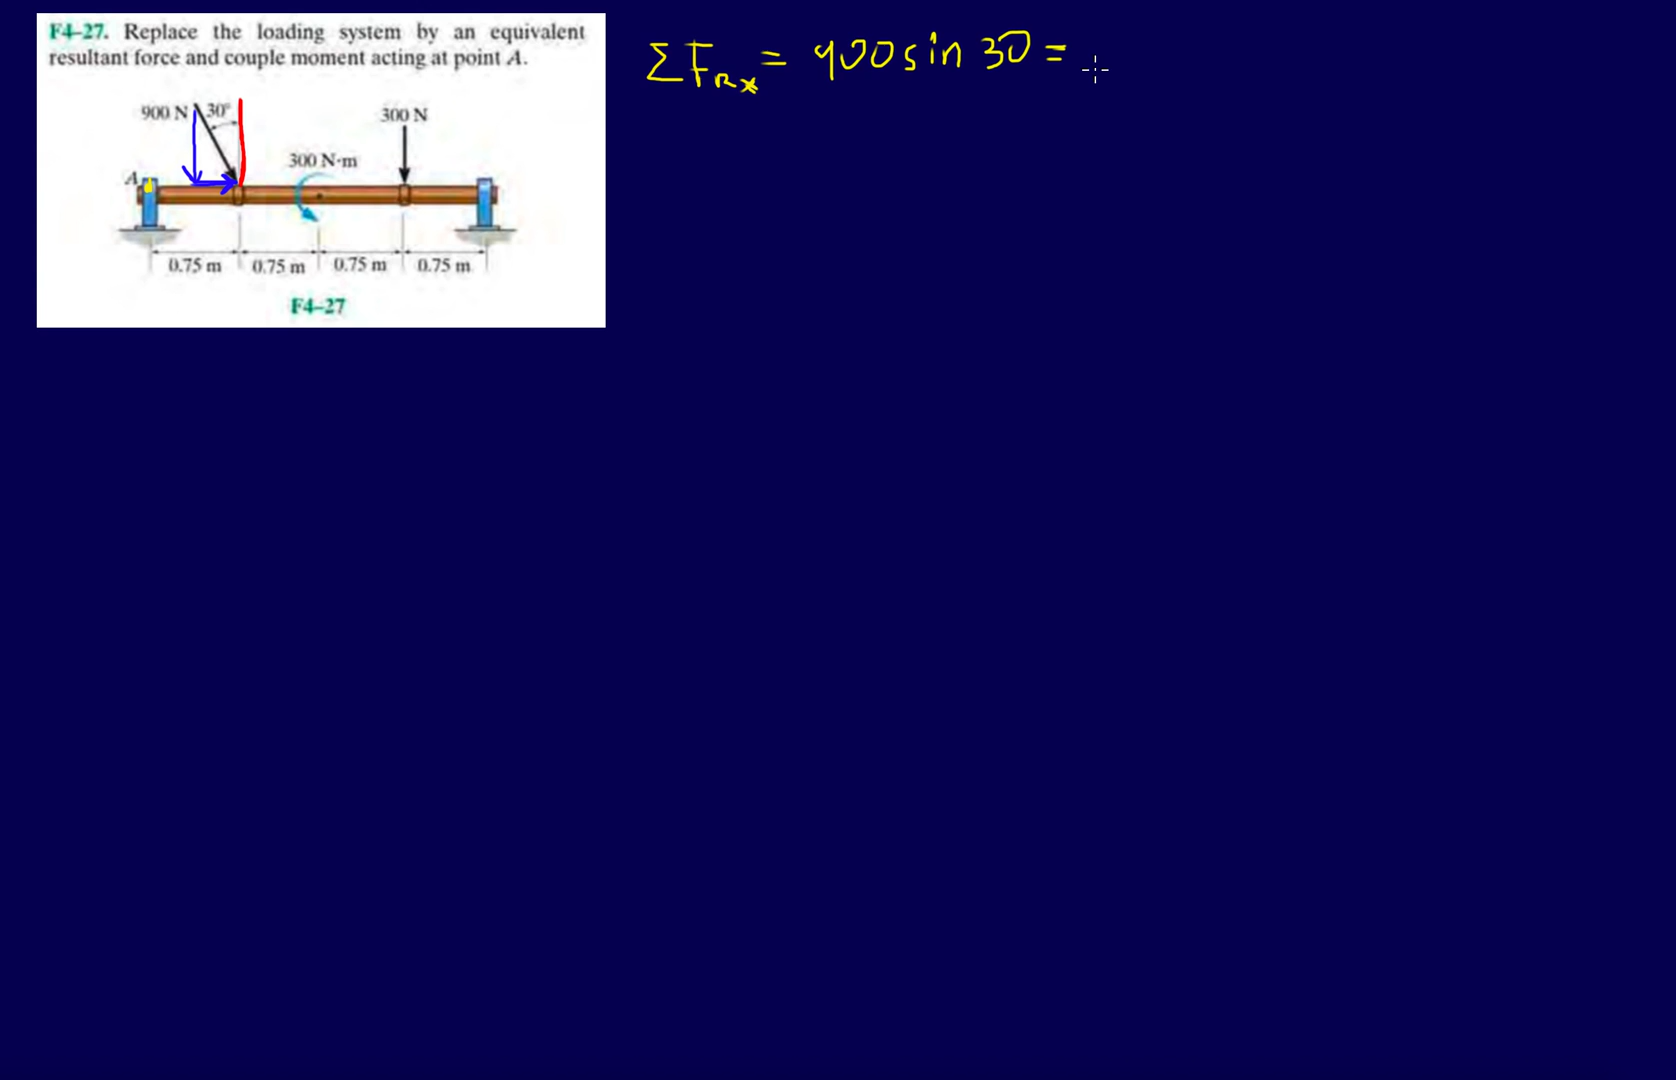 F4–27. Replace the loading system by an equivalent
resultant force and couple moment acting at point A.
900 N 30°
300 N
300 N·m
A
0.75 m 0.75 m 0.75 m 0.75 m
F4–27
ΣF_Rx = 900 sin 30 =